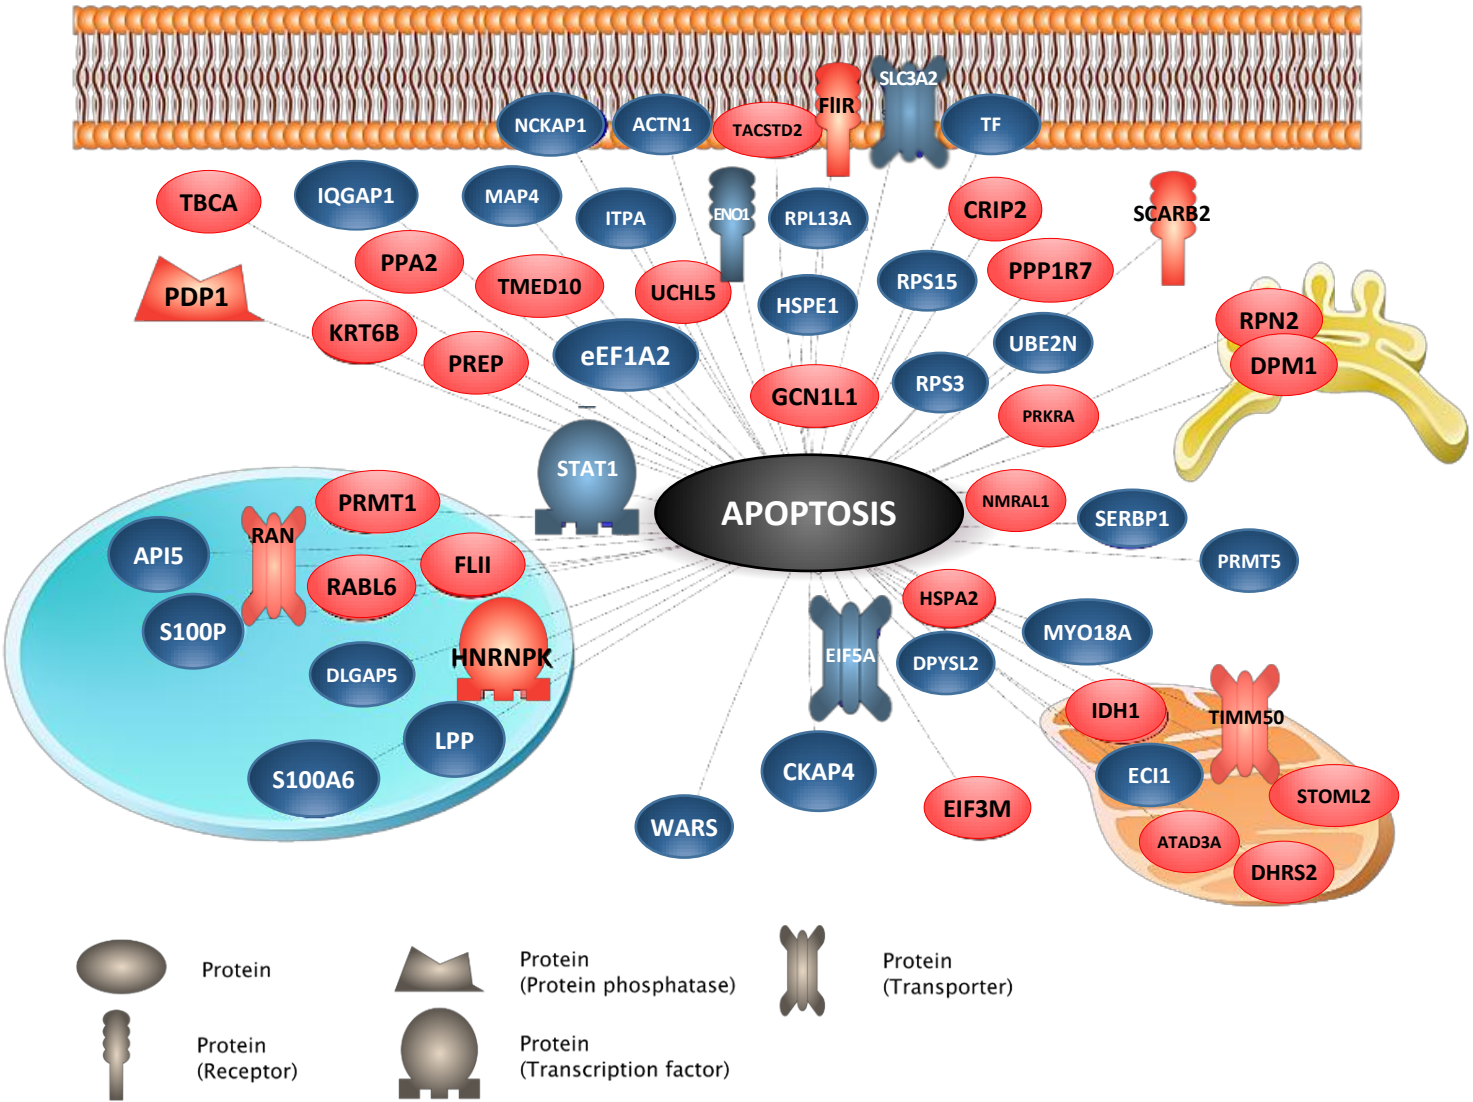 SLC3A2
FIIR
NCKAP1
ACTN1
TACSTD2
TF
TBCA
IQGAP1
MAP4
ITPA
ENO1
RPL13A
CRIP2
SCARB2
PPA2
TMED10
UCHL5
HSPE1
RPS15
PPP1R7
PDP1
KRT6B
PREP
eEF1A2
GCN1L1
RPS3
UBE2N
RPN2
DPM1
PRKRA
STAT1
APOPTOSIS
NMRAL1
SERBP1
PRMT5
PRMT1
API5
RAN
FLII
RABL6
S100P
HNRNPK
DLGAP5
LPP
S100A6
HSPA2
MYO18A
EIF5A
DPYSL2
IDH1
TIMM50
CKAP4
ECI1
STOML2
WARS
EIF3M
ATAD3A
DHRS2
Protein
Protein
(Protein phosphatase)
Protein
(Transporter)
Protein
(Receptor)
Protein
(Transcription factor)